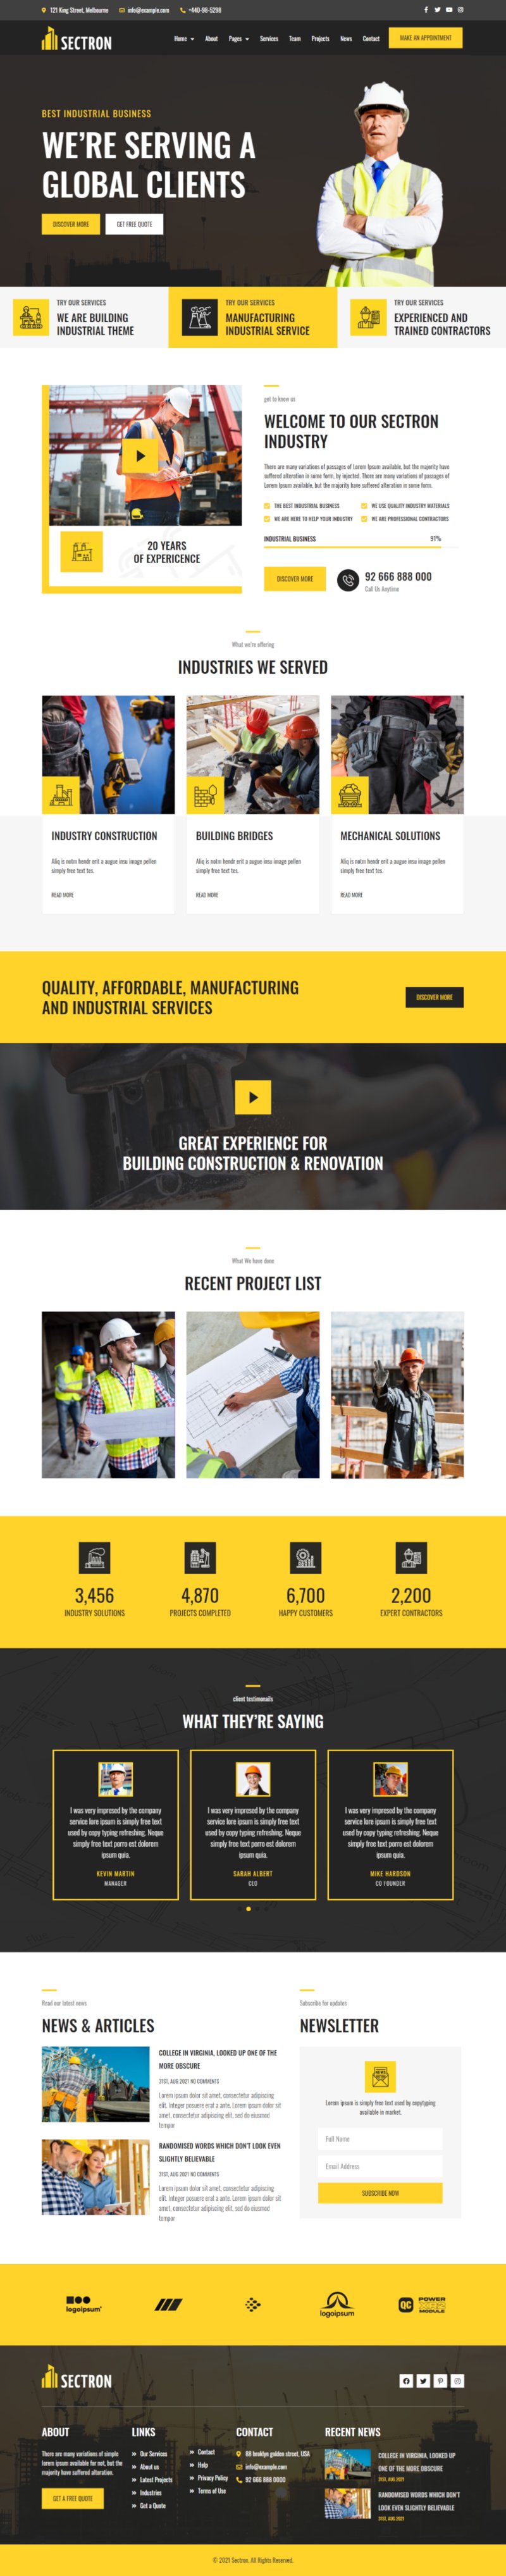 121 King Street, Melbourne info@example.com +440-98-5298
SECTRON
Home About Pages Services Team Projects News Contact
MAKE AN APPOINTMENT
BEST INDUSTRIAL BUSINESS
WE'RE SERVING A
GLOBAL CLIENTS
DISCOVER MORE GET FREE QUOTE
TRY OUR SERVICES
WE ARE BUILDING
INDUSTRIAL THEME
TRY OUR SERVICES
MANUFACTURING
INDUSTRIAL SERVICE
TRY OUR SERVICES
EXPERIENCED AND
TRAINED CONTRACTORS
20 YEARS
OF EXPERICENCE
get to know us
WELCOME TO OUR SECTRON
INDUSTRY
There are many variations of passages of Lorem Ipsum available, but the majority have
suffered alteration in some form, by injected. There are many variations of passages of
Lorem Ipsum available, but the majority have suffered alteration in some form.
THE BEST INDUSTRIAL BUSINESS
WE USE QUALITY INDUSTRY MATERIALS
WE ARE HERE TO HELP YOUR INDUSTRY
WE ARE PROFESSIONAL CONTRACTORS
INDUSTRIAL BUSINESS 91%
DISCOVER MORE
92 666 888 000
Call Us Anytime
What we're offering
INDUSTRIES WE SERVED
INDUSTRY CONSTRUCTION
Aliq is notm hendr erit a augue insu image pellen
simply free text tes.
READ MORE
BUILDING BRIDGES
Aliq is notm hendr erit a augue insu image pellen
simply free text tes.
READ MORE
MECHANICAL SOLUTIONS
Aliq is notm hendr erit a augue insu image pellen
simply free text tes.
READ MORE
QUALITY, AFFORDABLE, MANUFACTURING
AND INDUSTRIAL SERVICES
DISCOVER MORE
GREAT EXPERIENCE FOR
BUILDING CONSTRUCTION & RENOVATION
What We have done
RECENT PROJECT LIST
3,456
INDUSTRY SOLUTIONS
4,870
PROJECTS COMPLETED
6,700
HAPPY CUSTOMERS
2,200
EXPERT CONTRACTORS
client testimonails
WHAT THEY'RE SAYING
I was very impresed by the company
service lore ipsum is simply free text
used by copy typing refreshing. Neque
simply free text porro est dolorem
ipsum quia.
KEVIN MARTIN
MANAGER
I was very impresed by the company
service lore ipsum is simply free text
used by copy typing refreshing. Neque
simply free text porro est dolorem
ipsum quia.
SARAH ALBERT
CEO
I was very impresed by the company
service lore ipsum is simply free text
used by copy typing refreshing. Neque
simply free text porro est dolorem
ipsum quia.
MIKE HARDSON
CO FOUNDER
Read our latest news
NEWS & ARTICLES
COLLEGE IN VIRGINIA, LOOKED UP ONE OF THE
MORE OBSCURE
31ST, AUG 2021 NO COMMENTS
Lorem ipsum dolor sit amet, consectetur adipiscing
elit. Integer posuere erat a ante. Lorem ipsum dolor sit
amet, consectetur adipiscing elit, sed do eiusmod
tempor
RANDOMISED WORDS WHICH DON'T LOOK EVEN
SLIGHTLY BELIEVABLE
31ST, AUG 2021 NO COMMENTS
Lorem ipsum dolor sit amet, consectetur adipiscing
elit. Integer posuere erat a ante. Lorem ipsum dolor sit
amet, consectetur adipiscing elit, sed do eiusmod
tempor
Subscribe for updates
NEWSLETTER
NEWS
Lorem ipsum is simply free text used by copytyping
available in market.
Full Name
Email Address
SUBSCRIBE NOW
logoipsum
logoipsum
QC POWER
MODULE
SECTRON
ABOUT
There are many variations of simple
lorem ipsum available for net, but the
majority have suffered alteration.
GET A FREE QUOTE
LINKS
Our Services
About us
Latest Projects
Industries
Get a Quote
Contact
Help
Privacy Policy
Terms of Use
CONTACT
88 broklyn golden street, USA
info@example.com
92 666 888 0000
RECENT NEWS
COLLEGE IN VIRGINIA, LOOKED UP
ONE OF THE MORE OBSCURE
31ST, AUG 2021
RANDOMISED WORDS WHICH DON'T
LOOK EVEN SLIGHTLY BELIEVABLE
31ST, AUG 2021
© 2021 Sectron. All Rights Reserved.